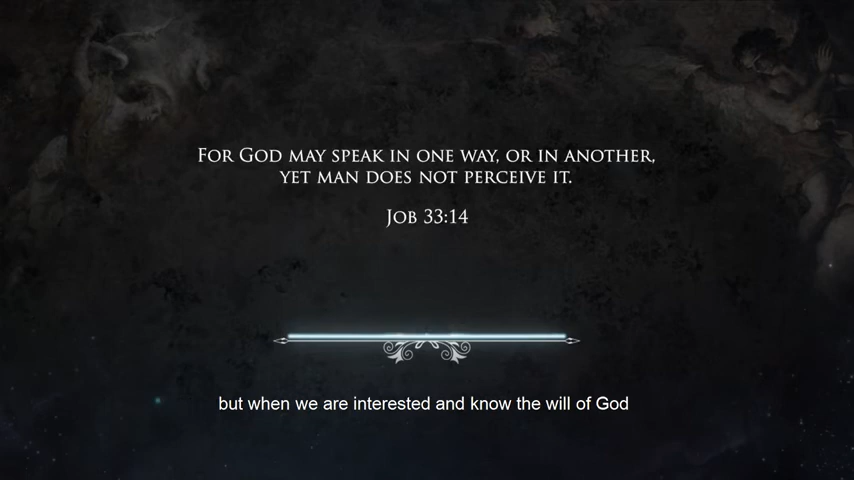 For God may speak in one way, or in another,
yet man does not perceive it.
Job 33:14
but when we are interested and know the will of God